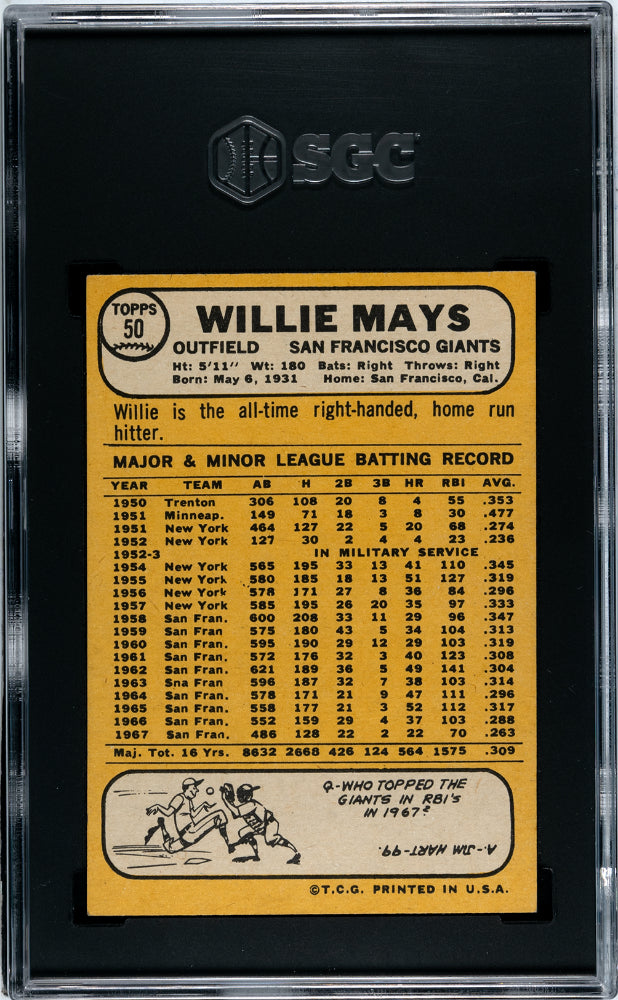 SGC
TOPPS
50
WILLIE MAYS
OUTFIELD SAN FRANCISCO GIANTS
Ht: 5'11" Wt: 180 Bats: Right Throws: Right
Born: May 6, 1931 Home: San Francisco, Cal.
Willie is the all-time right-handed, home run
hitter.
MAJOR & MINOR LEAGUE BATTING RECORD
YEAR TEAM AB H 2B 3B HR RBI AVG.
1950 Trenton 306 108 20 8 4 55 .353
1951 Minneap. 149 71 18 3 8 30 .477
1951 New York 464 127 22 5 20 68 .274
1952 New York 127 30 2 4 4 23 .236
1952-3 IN MILITARY SERVICE
1954 New York 565 195 33 13 41 110 .345
1955 New York 580 185 18 13 51 127 .319
1956 New York 578 171 27 8 36 84 .296
1957 New York 585 195 26 20 35 97 .333
1958 San Fran. 600 208 33 11 29 96 .347
1959 San Fran 575 180 43 5 34 104 .313
1960 San Fran. 595 190 29 12 29 103 .319
1961 San Fran. 572 176 32 3 40 123 .308
1962 San Fran. 621 189 36 5 49 141 .304
1963 Sna Fran 596 187 32 7 38 103 .314
1964 San Fran. 578 171 21 9 47 111 .296
1965 San Fran. 558 177 21 3 52 112 .317
1966 San Fran. 552 159 29 4 37 103 .288
1967 San Fran. 486 128 22 2 22 70 .263
Maj. Tot. 16 Yrs. 8632 2668 426 124 564 1575 .309
Q-WHO TOPPED THE
GIANTS IN RBI'S
IN 1967?
A-JIM HART-99.
©T.C.G. PRINTED IN U.S.A.